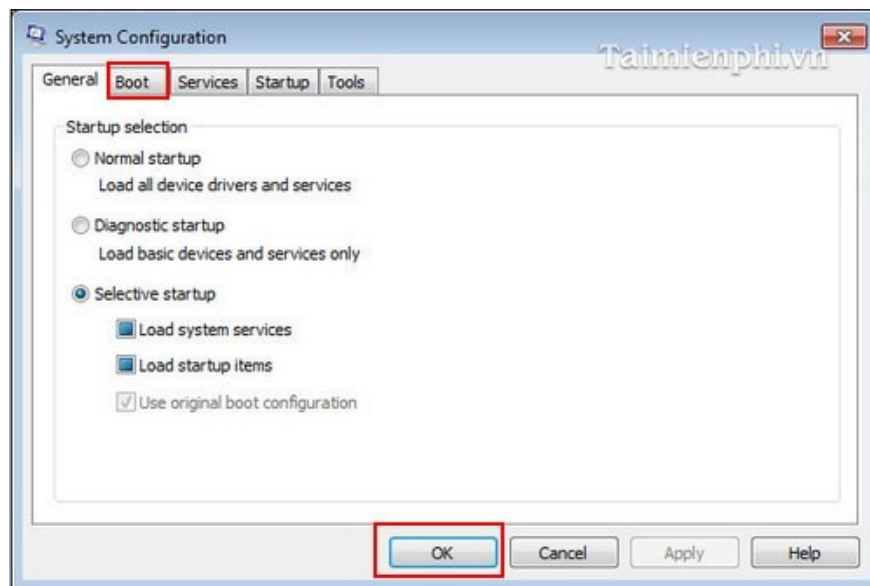 System Configuration
Taimienphi.vn
General Boot Services Startup Tools
Startup selection
Normal startup
Load all device drivers and services
Diagnostic startup
Load basic devices and services only
Selective startup
Load system services
Load startup items
Use original boot configuration
OK Cancel Apply Help